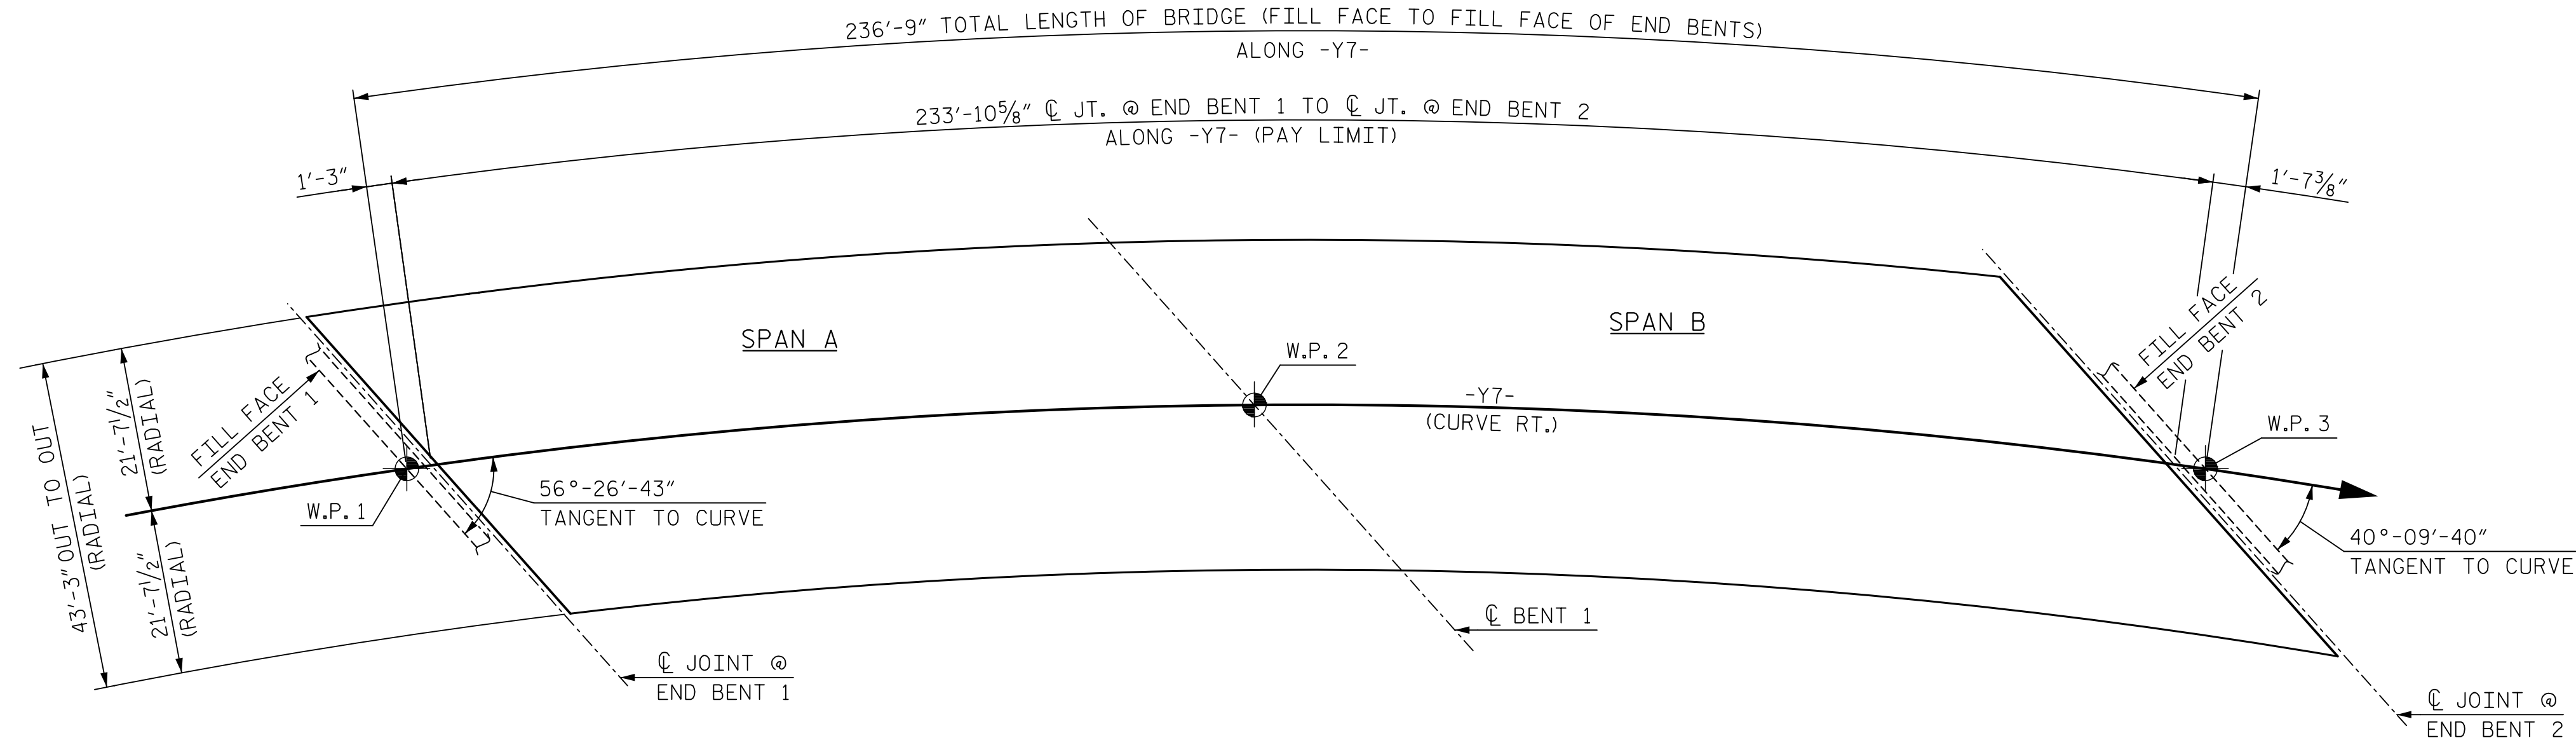 236′-9″ TOTAL LENGTH OF BRIDGE (FILL FACE TO FILL FACE OF END BENTS)
ALONG -Y7-
233′-10⅝″ ℄ JT. @ END BENT 1 TO ℄ JT. @ END BENT 2
ALONG -Y7- (PAY LIMIT)
1′-3″
1′-7⅜″
SPAN A
SPAN B
W.P. 2
-Y7-
(CURVE RT.)
FILL FACE
END BENT 1
FILL FACE
END BENT 2
W.P. 3
W.P. 1
56°-26′-43″
TANGENT TO CURVE
40°-09′-40″
TANGENT TO CURVE
43′-3″ OUT TO OUT
(RADIAL)
21′-7½″
(RADIAL)
21′-7½″
(RADIAL)
℄ BENT 1
℄ JOINT @
END BENT 1
℄ JOINT @
END BENT 2